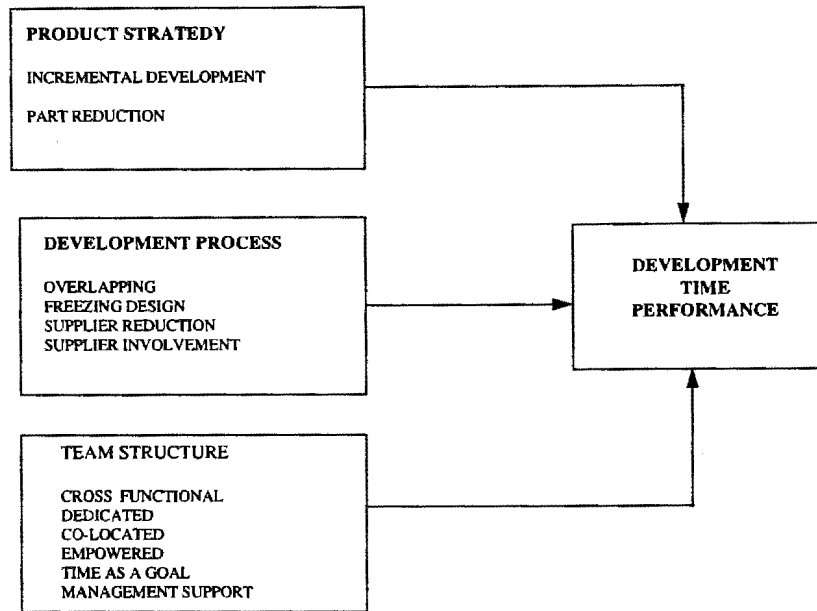 PRODUCT STRATEDY
INCREMENTAL DEVELOPMENT
PART REDUCTION
DEVELOPMENT PROCESS
OVERLAPPING
FREEZING DESIGN
SUPPLIER REDUCTION
SUPPLIER INVOLVEMENT
TEAM STRUCTURE
CROSS FUNCTIONAL
DEDICATED
CO-LOCATED
EMPOWERED
TIME AS A GOAL
MANAGEMENT SUPPORT
DEVELOPMENT
TIME
PERFORMANCE